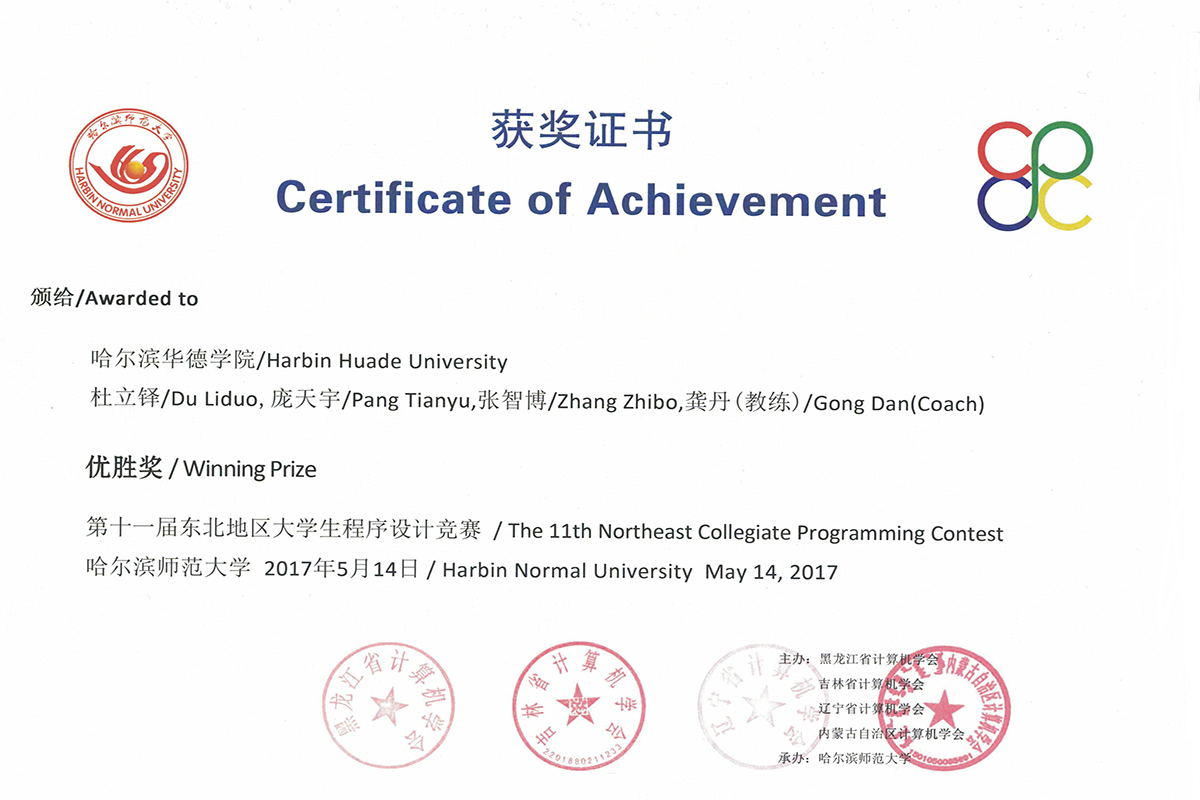 哈尔滨师范大学
HARBIN NORMAL UNIVERSITY
获奖证书
Certificate of Achievement
颁给/Awarded to
哈尔滨华德学院/Harbin Huade University
杜立铎/Du Liduo, 庞天宇/Pang Tianyu,张智博/Zhang Zhibo,龚丹(教练)/Gong Dan(Coach)
优胜奖 / Winning Prize
第十一届东北地区大学生程序设计竞赛 / The 11th Northeast Collegiate Programming Contest
哈尔滨师范大学 2017年5月14日 / Harbin Normal University May 14, 2017
黑龙江省计算机学会
吉林省计算机学会
2201880211233
辽宁省计算机学会
内蒙古自治区计算机学会
主办：黑龙江省计算机学会
吉林省计算机学会
辽宁省计算机学会
内蒙古自治区计算机学会
承办：哈尔滨师范大学